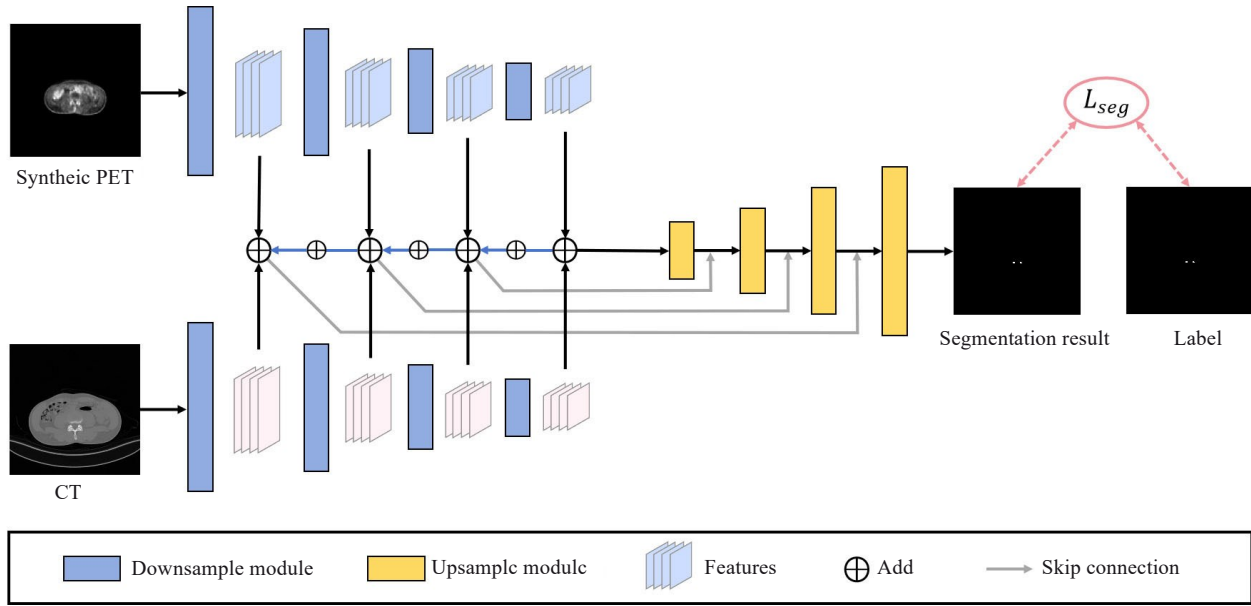 Syntheic PET
L_seg
Segmentation result
Label
CT
Downsample module
Upsamplc modulc
Features
Add
Skip connection